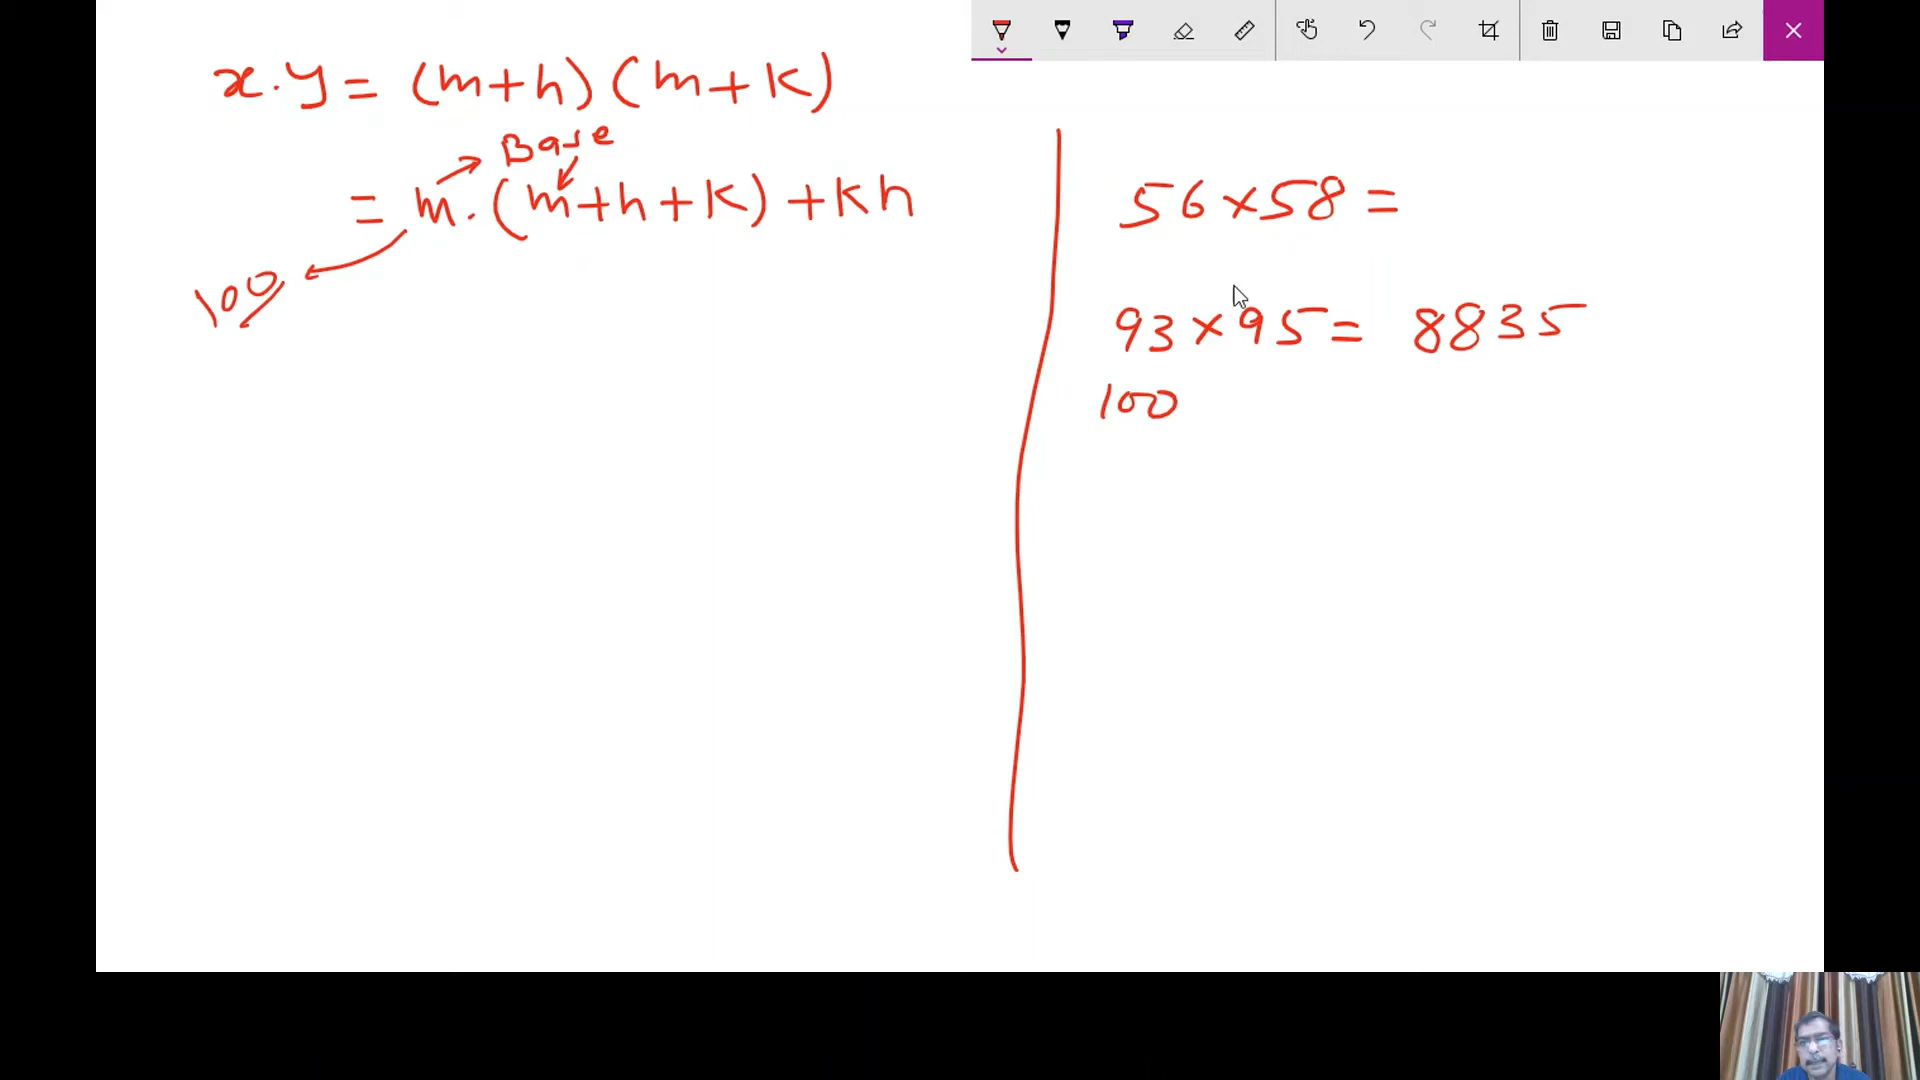 x.y = (m+h) (m+k)
Base
= m.(m+h+k) +kh
100
56×58=
93×95= 8835
100